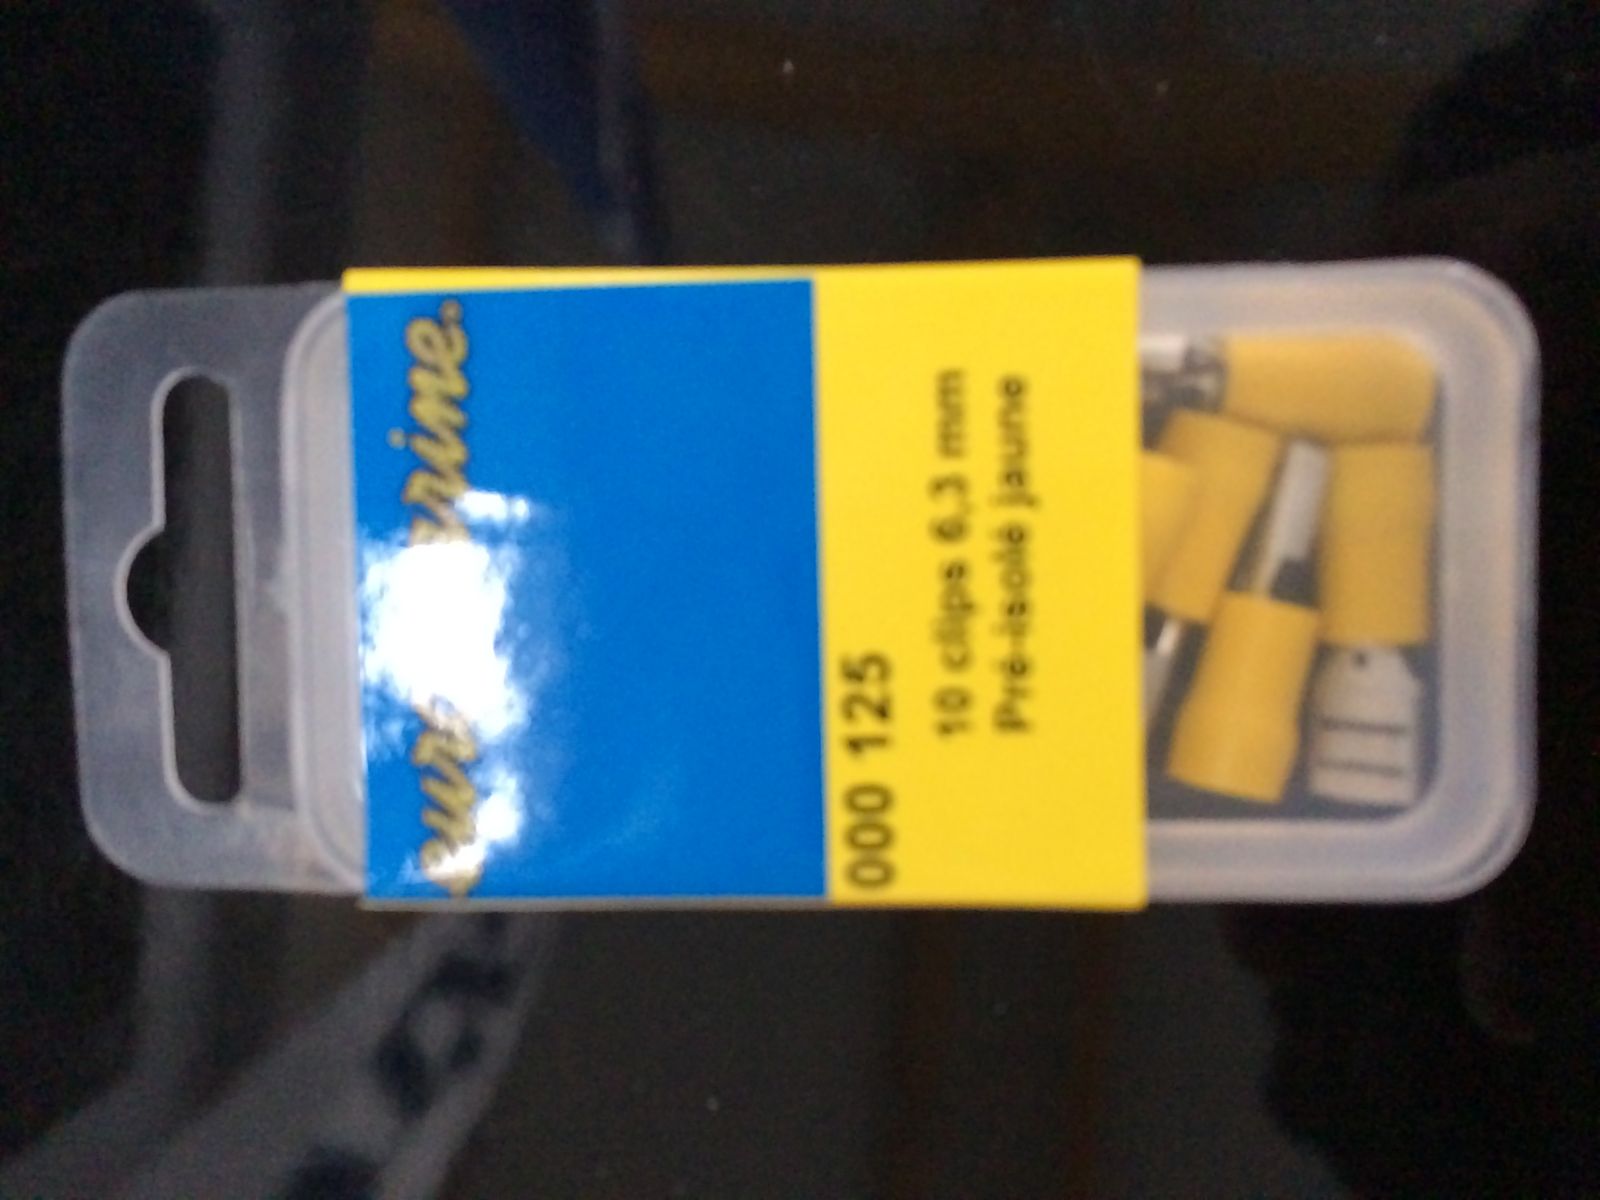 000 125
10 clips 6,3 mm
Pré-isolé jaune